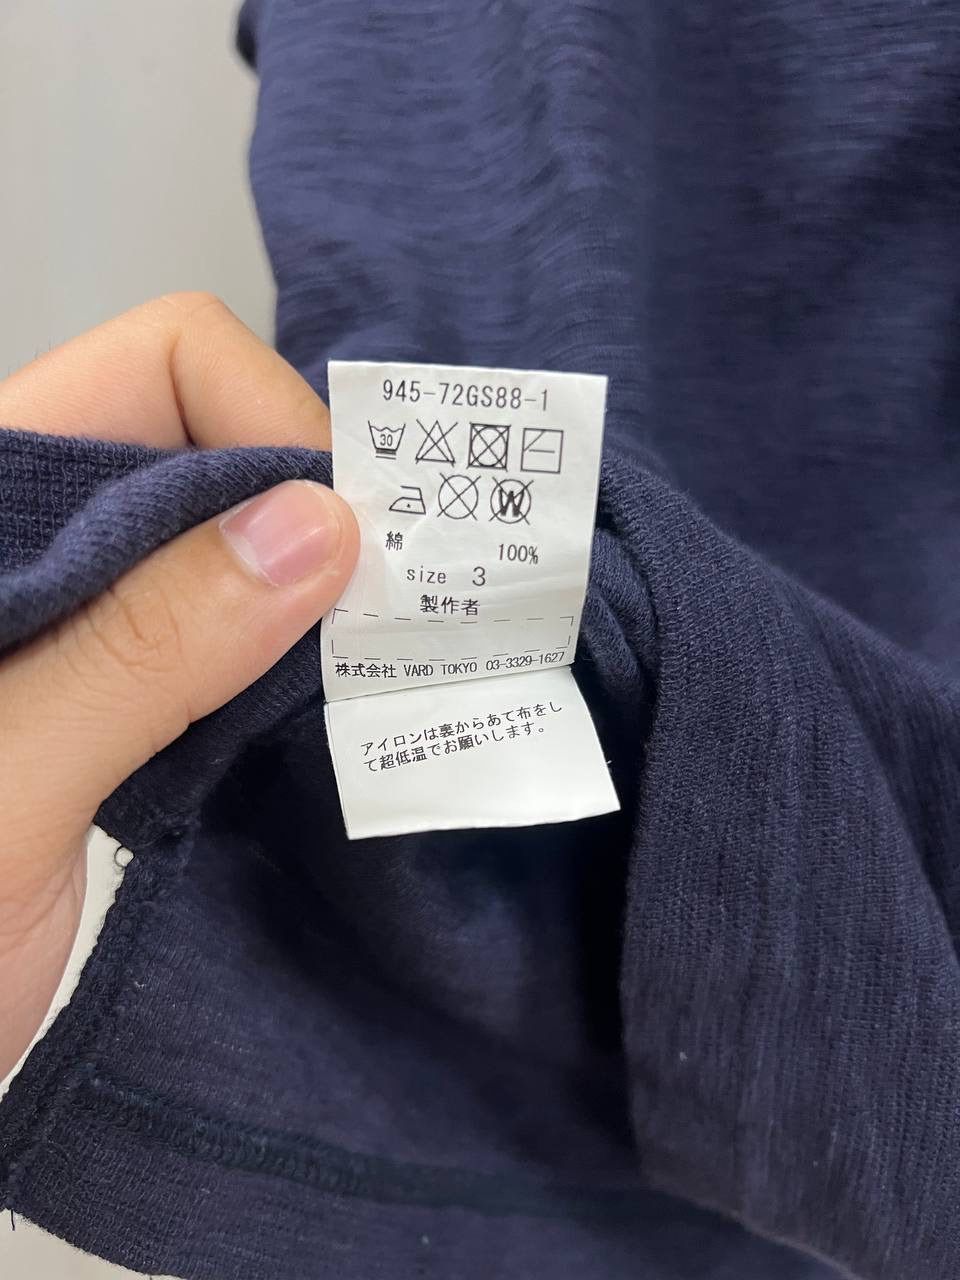 945-72GS88-1
30
W
綿 100%
size 3
製作者
株式会社 VARD TOKYO 03-3329-1627
アイロンは裏からあて布をし
て超低温でお願いします。